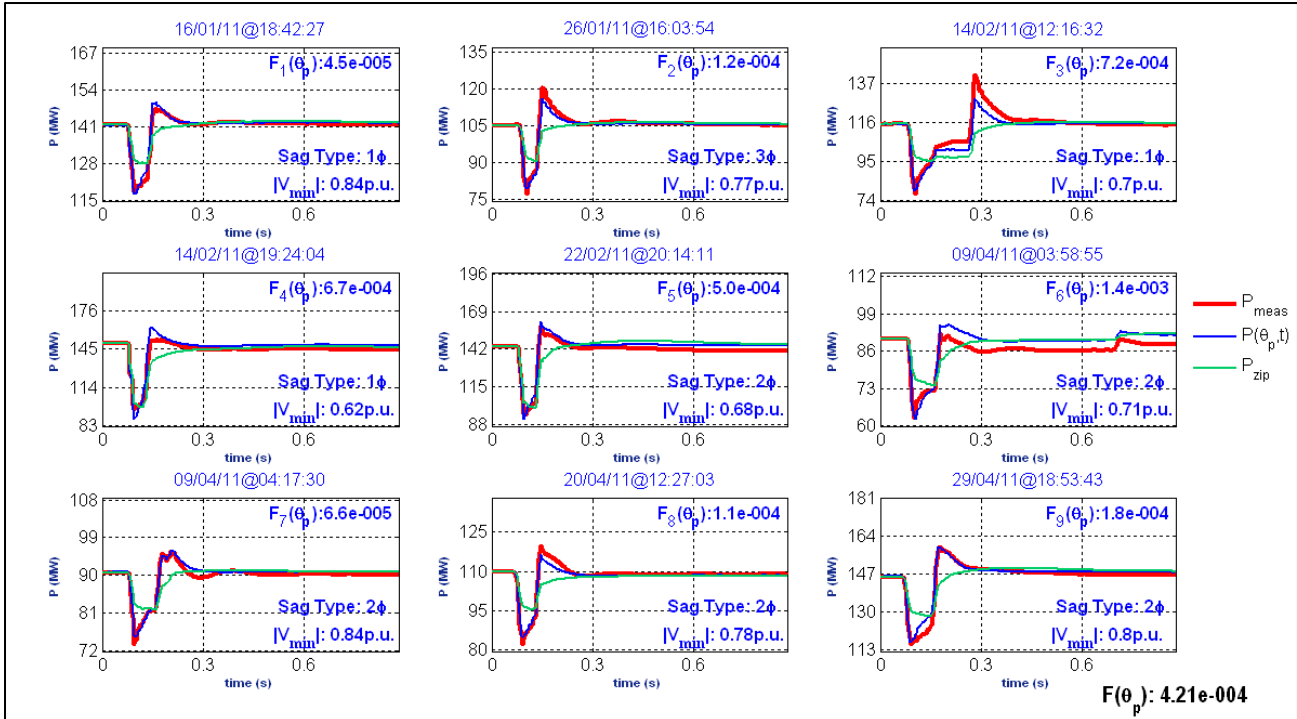 16/01/11@18:42:27
F1(θp):4.5e-005
167
154
141
128
115
P (MW)
Sag Type: 1ϕ
|Vmin|: 0.84p.u.
0 0.3 0.6
time (s)
26/01/11@16:03:54
F2(θp):1.2e-004
135
120
105
90
75
P (MW)
Sag Type: 3ϕ
|Vmin|: 0.77p.u.
0 0.3 0.6
time (s)
14/02/11@12:16:32
F3(θp):7.2e-004
137
116
95
74
P (MW)
Sag Type: 1ϕ
|Vmin|: 0.7p.u.
0 0.3 0.6
time (s)
14/02/11@19:24:04
F4(θp):6.7e-004
176
145
114
83
P (MW)
Sag Type: 1ϕ
|Vmin|: 0.62p.u.
0 0.3 0.6
time (s)
22/02/11@20:14:11
F5(θp):5.0e-004
196
169
142
115
88
P (MW)
Sag Type: 2ϕ
|Vmin|: 0.68p.u.
0 0.3 0.6
time (s)
09/04/11@03:58:55
F6(θp):1.4e-003
112
99
86
73
60
P (MW)
Sag Type: 2ϕ
|Vmin|: 0.71p.u.
0 0.3 0.6
time (s)
Pmeas
P(θp,t)
Pzip
09/04/11@04:17:30
F7(θp):6.6e-005
108
99
90
81
72
P (MW)
Sag Type: 2ϕ
|Vmin|: 0.84p.u.
0 0.3 0.6
time (s)
20/04/11@12:27:03
F8(θp):1.1e-004
125
110
95
80
P (MW)
Sag Type: 2ϕ
|Vmin|: 0.78p.u.
0 0.3 0.6
time (s)
29/04/11@18:53:43
F9(θp):1.8e-004
181
164
147
130
113
P (MW)
Sag Type: 2ϕ
|Vmin|: 0.8p.u.
0 0.3 0.6
time (s)
F(θp): 4.21e-004